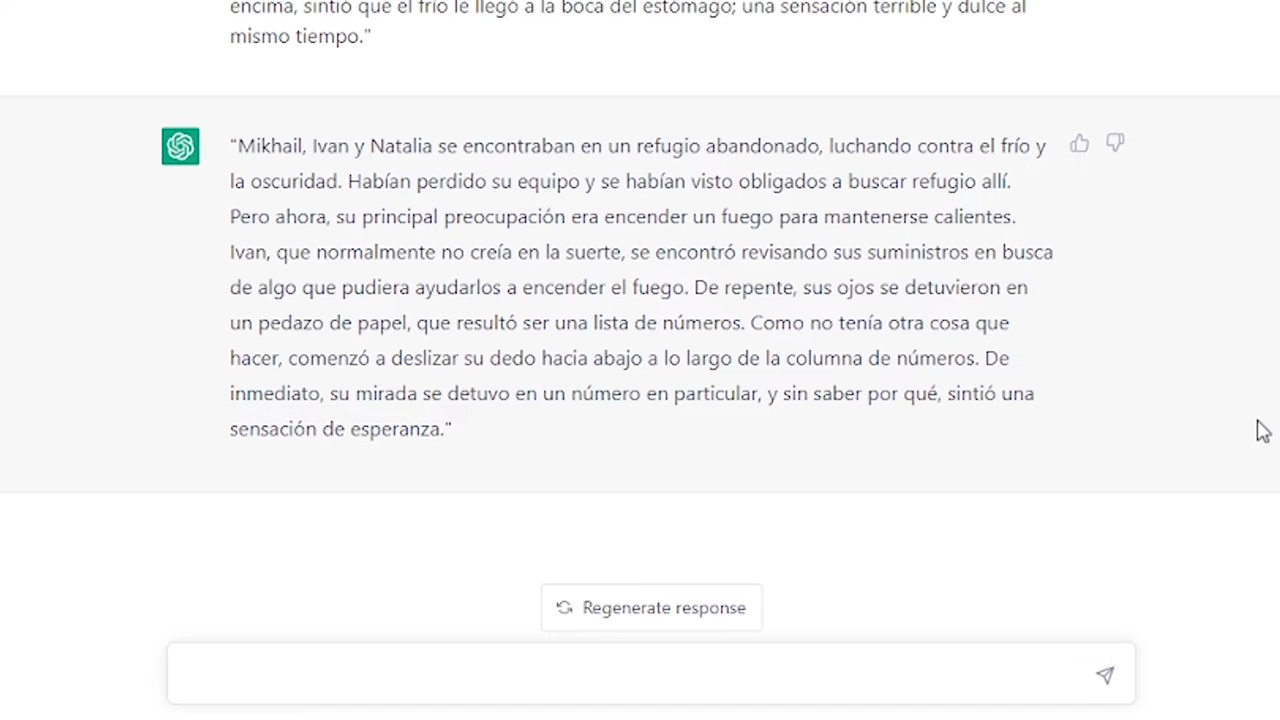 encima, sintió que el frío le llegó a la boca del estómago; una sensación terrible y dulce al
mismo tiempo."
"Mikhail, Ivan y Natalia se encontraban en un refugio abandonado, luchando contra el frío y
la oscuridad. Habían perdido su equipo y se habían visto obligados a buscar refugio allí.
Pero ahora, su principal preocupación era encender un fuego para mantenerse calientes.
Ivan, que normalmente no creía en la suerte, se encontró revisando sus suministros en busca
de algo que pudiera ayudarlos a encender el fuego. De repente, sus ojos se detuvieron en
un pedazo de papel, que resultó ser una lista de números. Como no tenía otra cosa que
hacer, comenzó a deslizar su dedo hacia abajo a lo largo de la columna de números. De
inmediato, su mirada se detuvo en un número en particular, y sin saber por qué, sintió una
sensación de esperanza."
Regenerate response